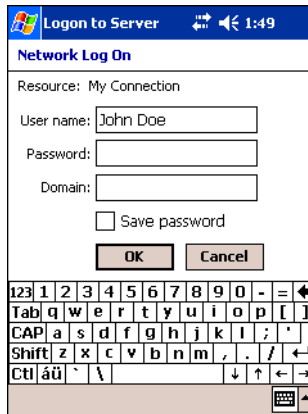 Logon to Server 1:49
Network Log On
Resource: My Connection
User name: John Doe
Password:
Domain:
Save password
OK Cancel
123 1 2 3 4 5 6 7 8 9 0 - =
Tab q w e r t y u i o p [ ]
CAP a s d f g h j k l ; '
Shift z x c v b n m , . /
Ctl áü ` \